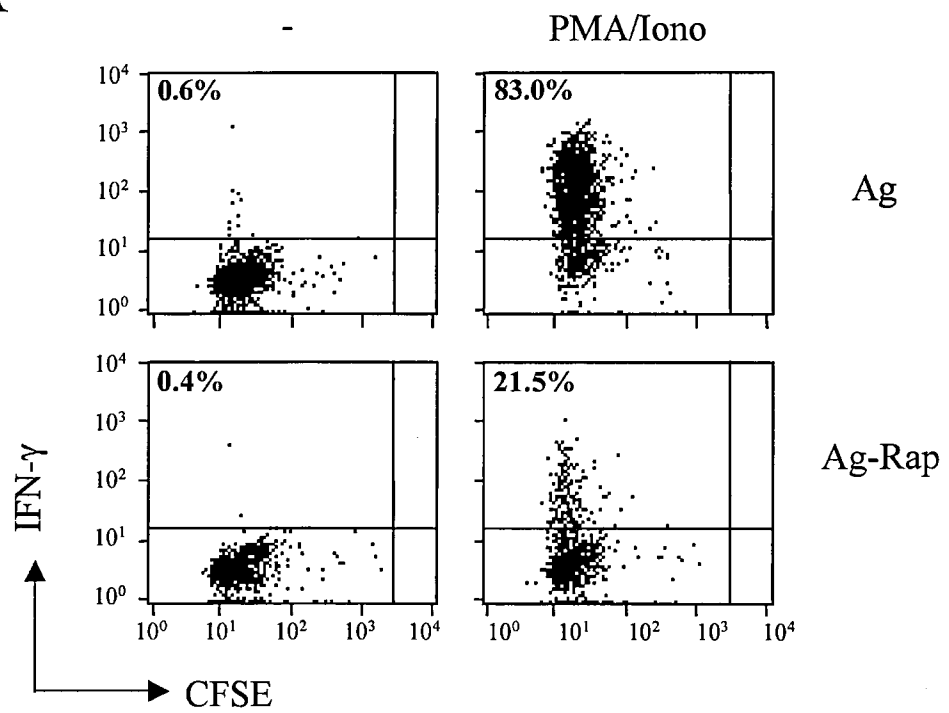 - PMA/Iono
10⁴ 0.6% 83.0%
10³
10² Ag
10¹
10⁰
10⁴ 0.4% 21.5%
10³
10² Ag-Rap
10¹
10⁰
10⁰ 10¹ 10² 10³ 10⁴ 10⁰ 10¹ 10² 10³ 10⁴
IFN-γ
CFSE